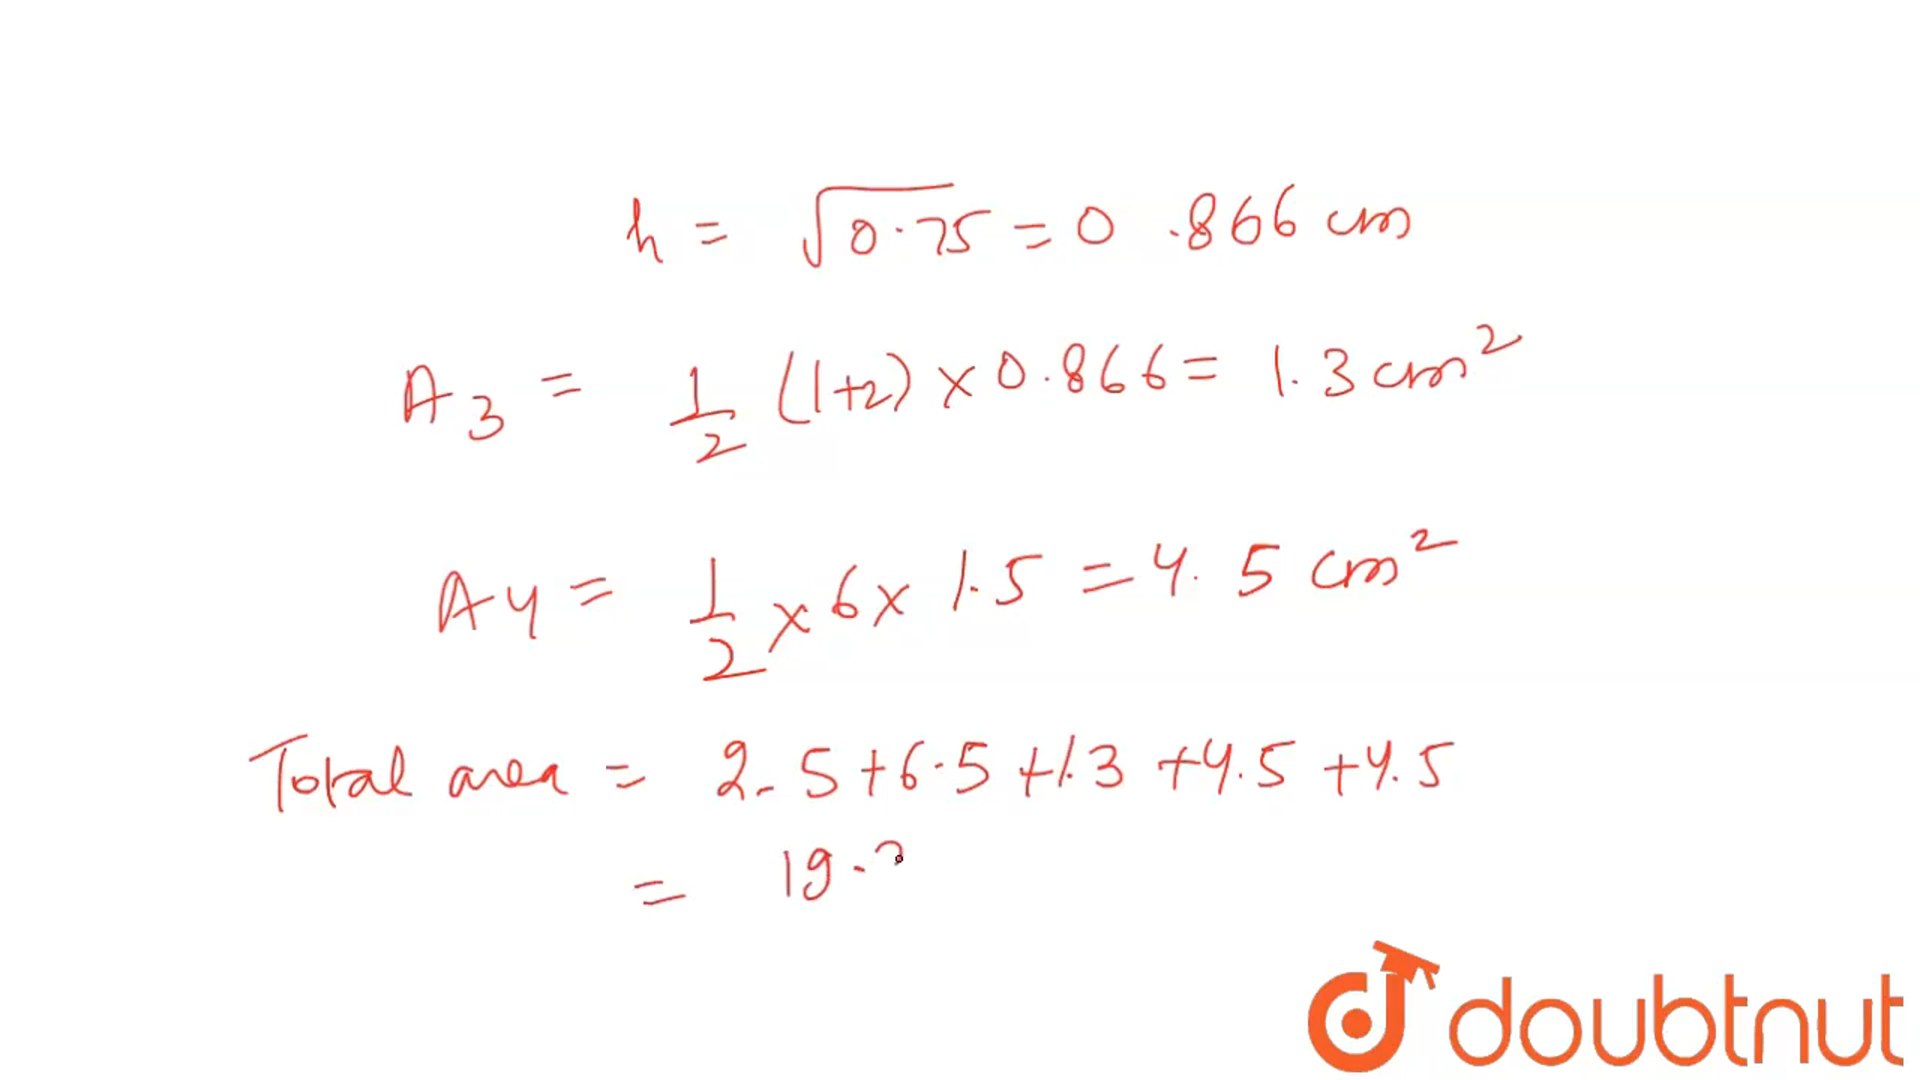 h = √0.75 = 0.866 cm
A3 = 1/2 (1+2) × 0.866 = 1.3 cm²
A4 = 1/2 × 6 × 1.5 = 4.5 cm²
Total area = 2.5 + 6.5 + 1.3 + 4.5 + 4.5
= 19.
doubtnut